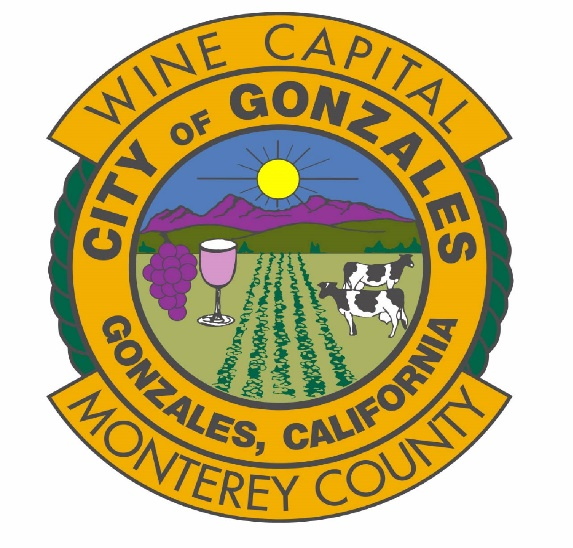 WINE CAPITAL
CITY OF GONZALES
GONZALES, CALIFORNIA
MONTEREY COUNTY